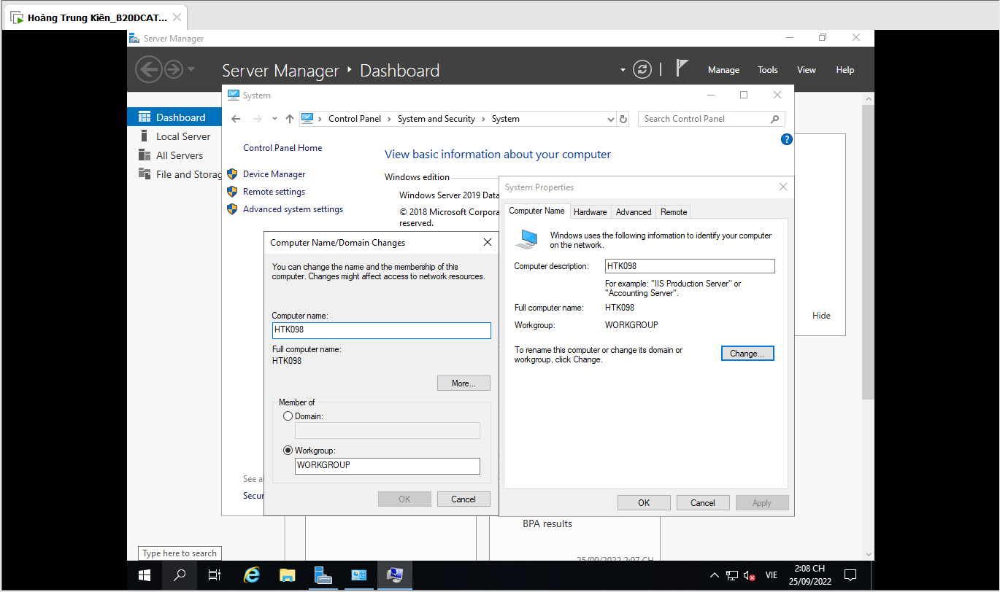 Hoàng Trung Kiên_B20DCAT...
Server Manager
Server Manager Dashboard
Manage Tools View Help
System
Control Panel System and Security System
Search Control Panel
Dashboard
Local Server
All Servers
File and Storag
Control Panel Home
Device Manager
Remote settings
Advanced system settings
View basic information about your computer
Windows edition
Windows Server 2019 Data
© 2018 Microsoft Corpora
reserved.
See al
Secur
Computer Name/Domain Changes
You can change the name and the membership of this
computer. Changes might affect access to network resources.
Computer name:
HTK098
Full computer name:
HTK098
More...
Member of
Domain:
Workgroup:
WORKGROUP
OK Cancel
System Properties
Computer Name Hardware Advanced Remote
Windows uses the following information to identify your computer
on the network.
Computer description: HTK098
For example: "IIS Production Server" or
"Accounting Server".
Full computer name: HTK098
Workgroup: WORKGROUP
To rename this computer or change its domain or
workgroup, click Change.
Change...
OK Cancel Apply
Hide
BPA results
25/09/2022 2:07 CH
Type here to search
VIE
2:08 CH
25/09/2022